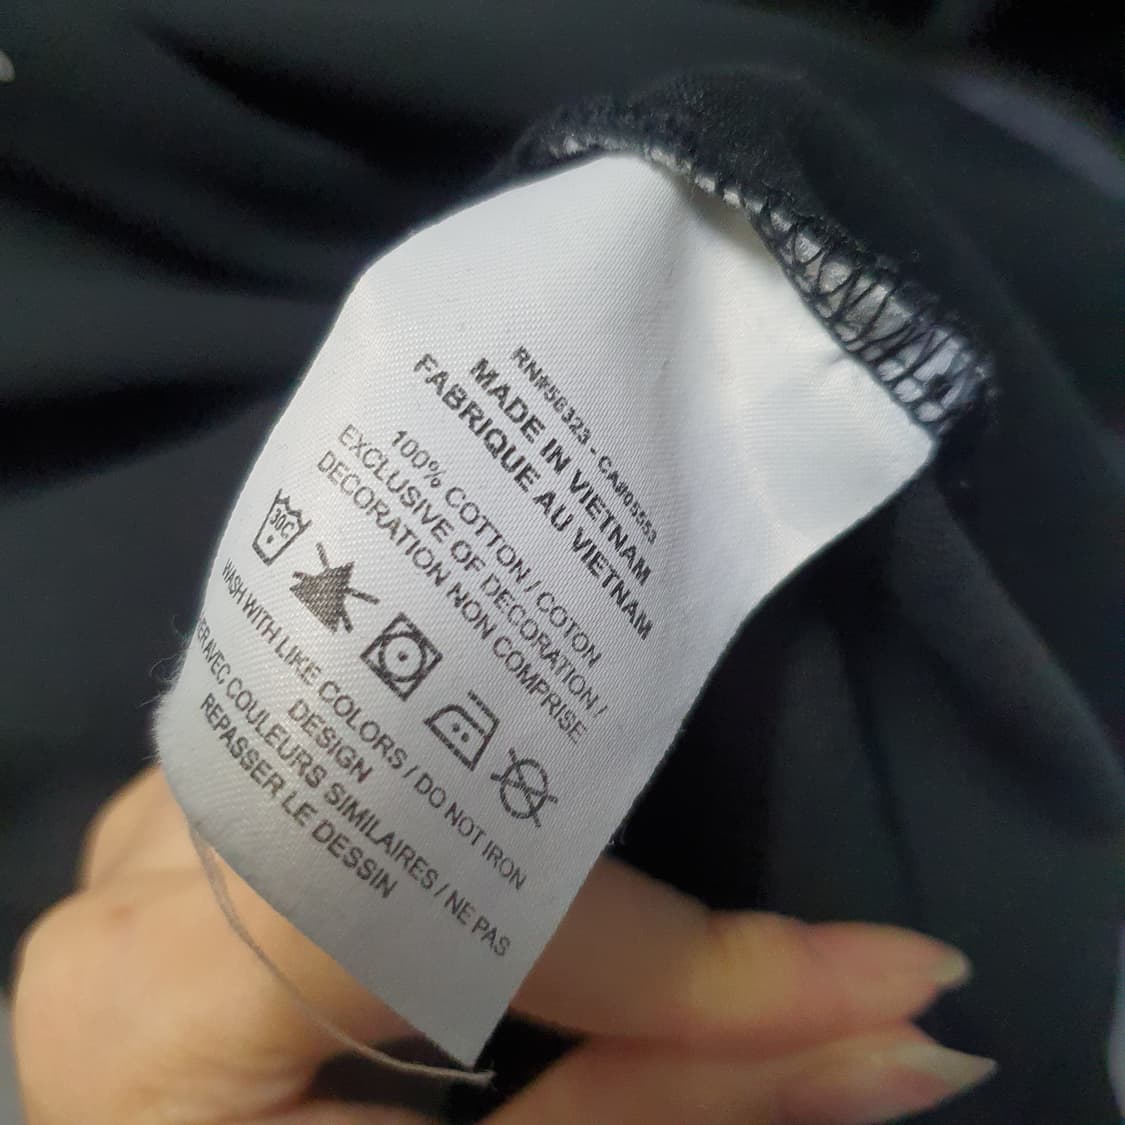 RN#56323 - CA#05553
MADE IN VIETNAM
FABRIQUE AU VIETNAM
100% COTTON / COTON
EXCLUSIVE OF DECORATION /
DECORATION NON COMPRISE
30C
WASH WITH LIKE COLORS / DO NOT IRON
DESIGN
AVEC COULEURS SIMILAIRES / NE PAS
REPASSER LE DESSIN